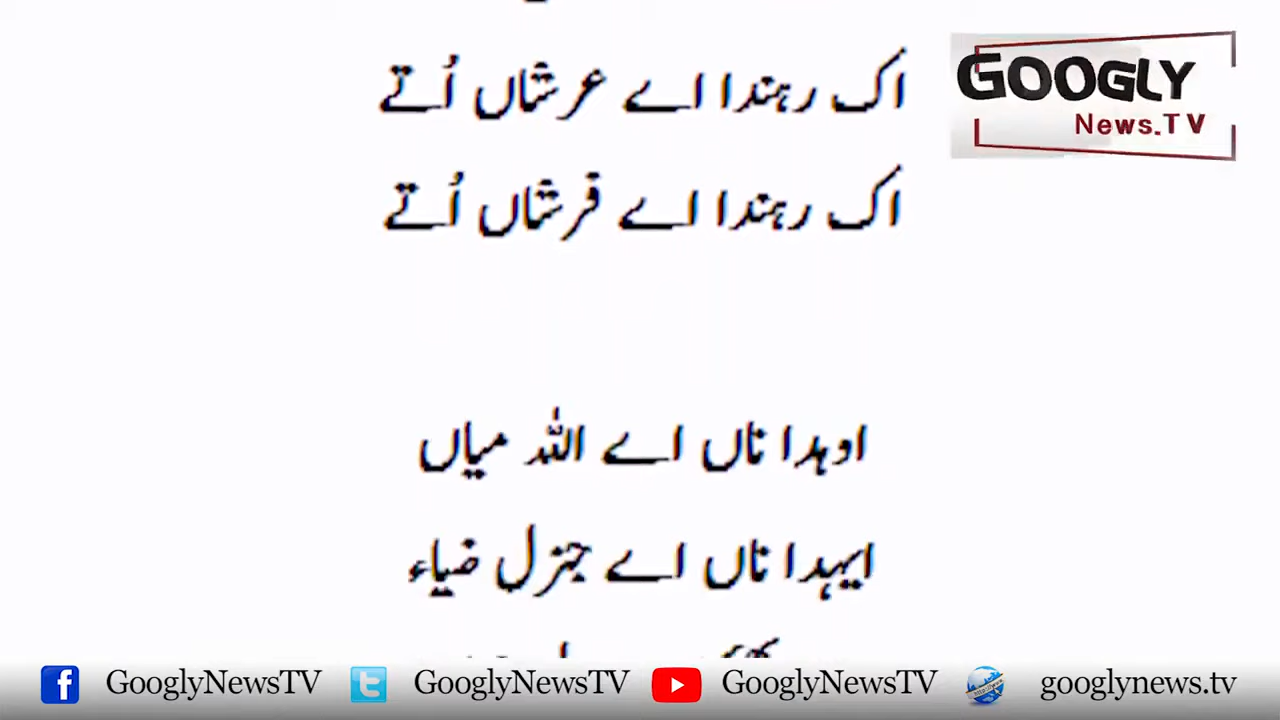 GOOGLY
News.TV
اک رہندا اے عرشاں اُتے
اک رہندا اے فرشاں اُتے
اوہدا ناں اے اللہ میاں
ایہدا ناں اے جنرل ضیاء
GooglyNewsTV GooglyNewsTV GooglyNewsTV googlynews.tv